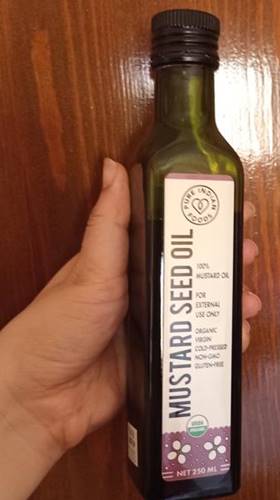 PURE INDIAN FOODS
MUSTARD SEED OIL
100%
MUSTARD OIL
FOR
EXTERNAL
USE ONLY
ORGANIC
VIRGIN
COLD-PRESSED
NON-GMO
GLUTEN-FREE
USDA
NET 250 ML